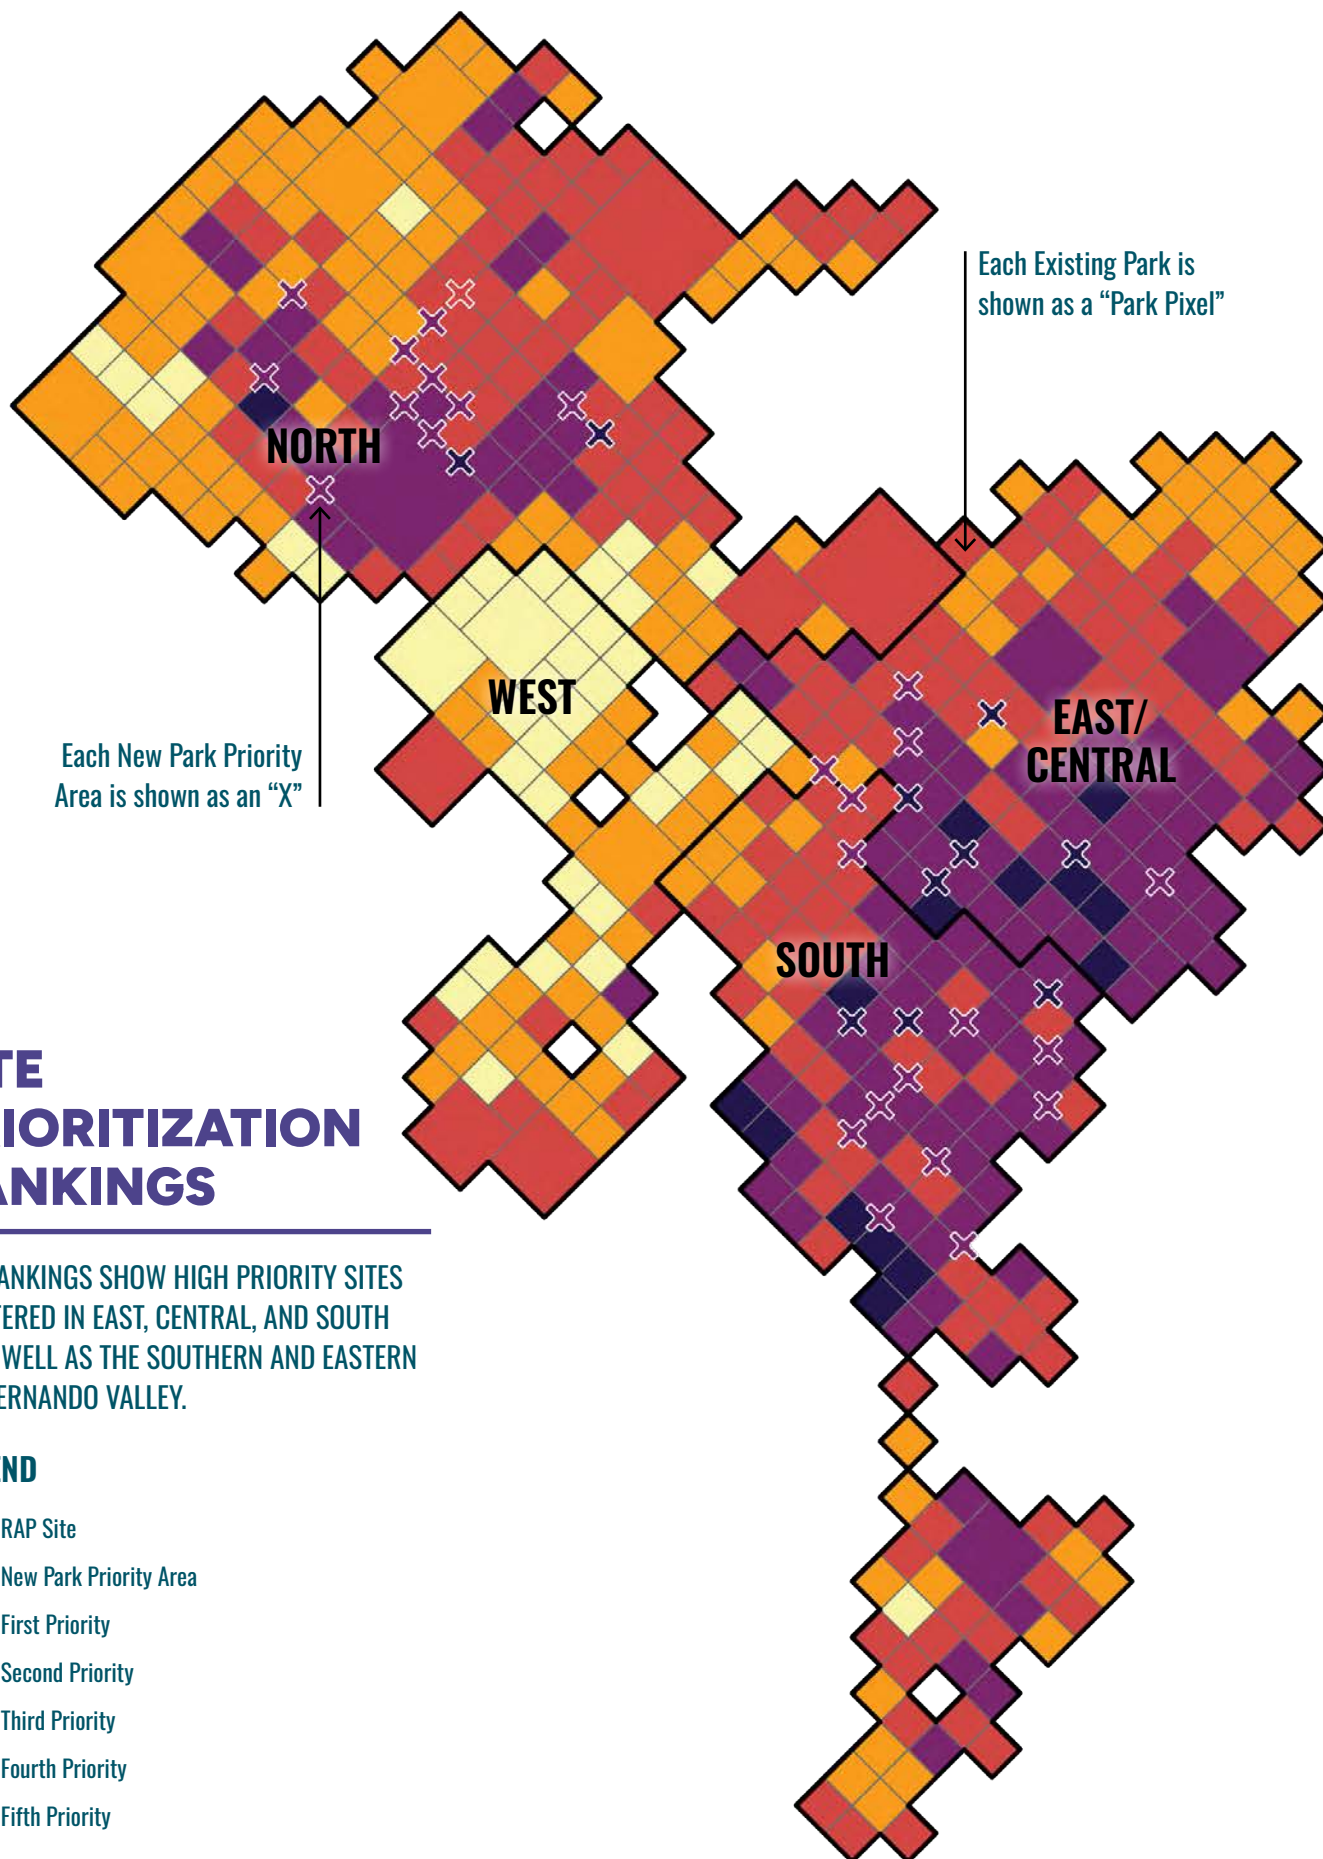 Each Existing Park is
shown as a “Park Pixel”
NORTH
WEST
EAST/
CENTRAL
Each New Park Priority
Area is shown as an “X”
SOUTH
TE
IORITIZATION
ANKINGS
ANKINGS SHOW HIGH PRIORITY SITES
TERED IN EAST, CENTRAL, AND SOUTH
WELL AS THE SOUTHERN AND EASTERN
ERNANDO VALLEY.
END
RAP Site
New Park Priority Area
First Priority
Second Priority
Third Priority
Fourth Priority
Fifth Priority